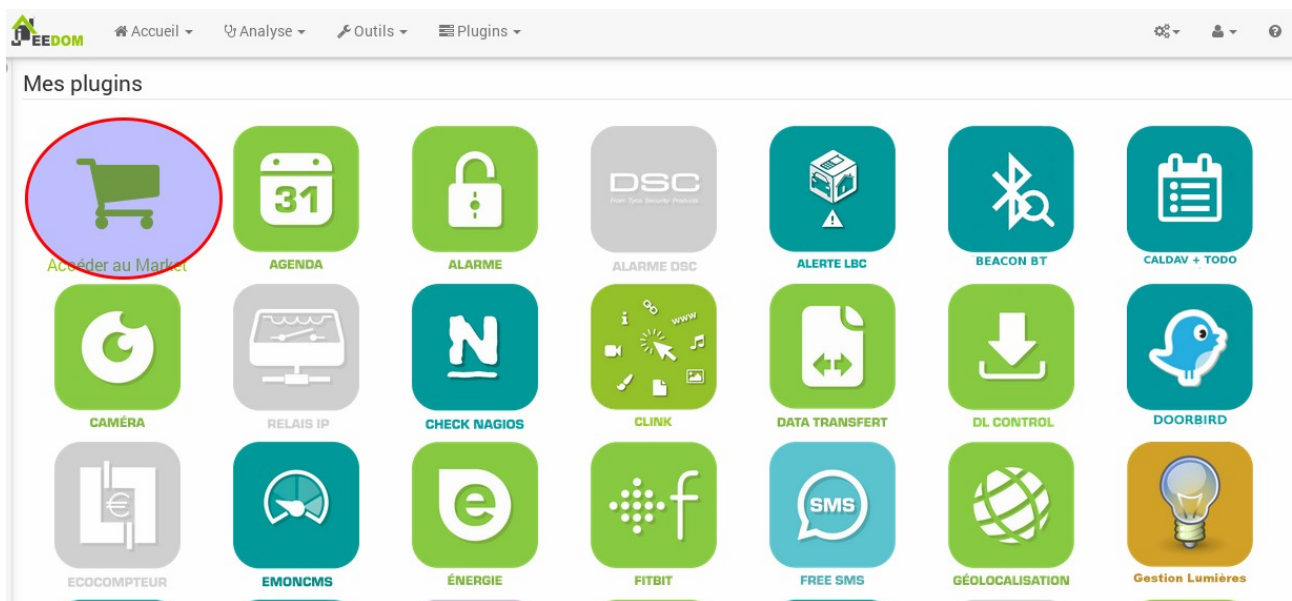 JEEDOM Accueil Analyse Outils Plugins
Mes plugins
31
DSC
Accéder au Market AGENDA ALARME ALARME DSC ALERTE LBC BEACON BT CALDAV + TODO
N
i www
CAMÉRA RELAIS IP CHECK NAGIOS CLINK DATA TRANSFERT DL CONTROL DOORBIRD
€ e f SMS
ECOCOMPTEUR EMONCMS ÉNERGIE FITBIT FREE SMS GÉOLOCALISATION Gestion Lumières